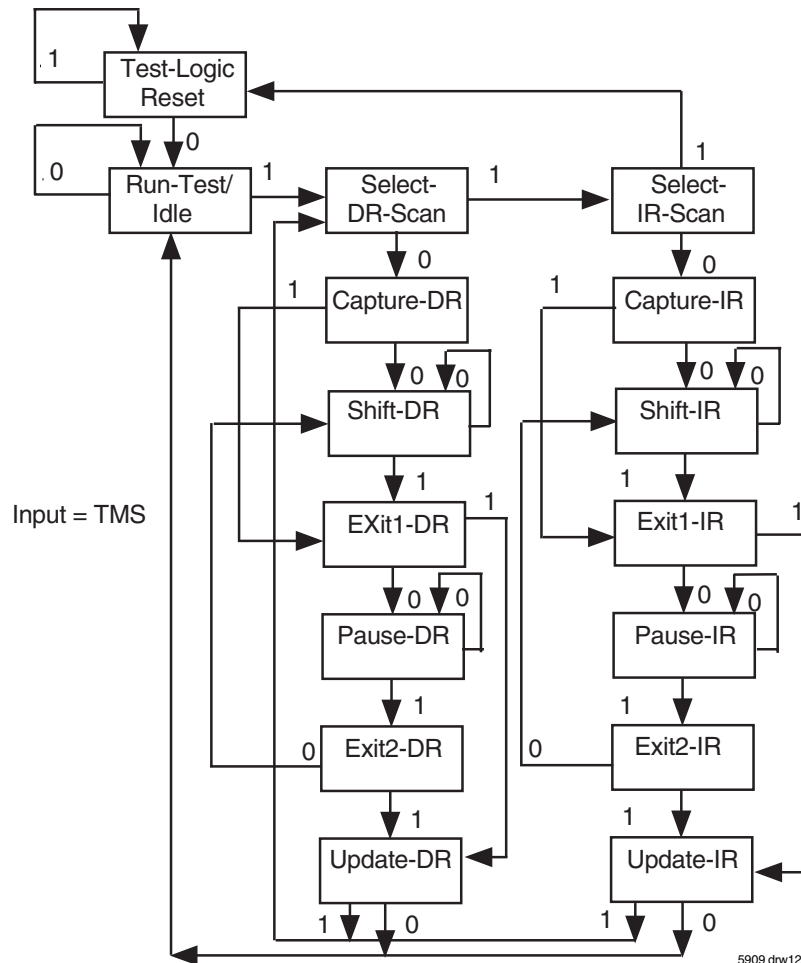 1
Test-Logic
Reset
0
0
1
Run-Test/
Idle
1
Select-
DR-Scan
1
Select-
IR-Scan
0
0
1
Capture-DR
1
Capture-IR
0
0
0
0
Shift-DR
Shift-IR
1
1
Input = TMS
EXit1-DR
1
Exit1-IR
1
0
0
0
0
Pause-DR
Pause-IR
1
1
0
Exit2-DR
0
Exit2-IR
1
1
Update-DR
Update-IR
1
0
1
0
5909 drw12